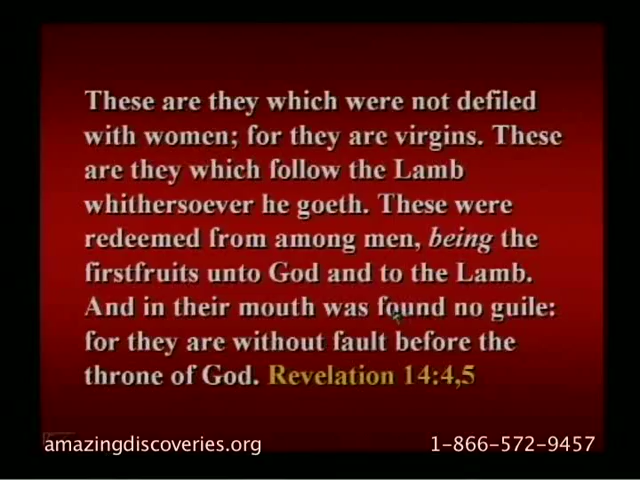 These are they which were not defiled
with women; for they are virgins. These
are they which follow the Lamb
whithersoever he goeth. These were
redeemed from among men, being the
firstfruits unto God and to the Lamb.
And in their mouth was found no guile:
for they are without fault before the
throne of God. Revelation 14:4,5
amazingdiscoveries.org 1-866-572-9457